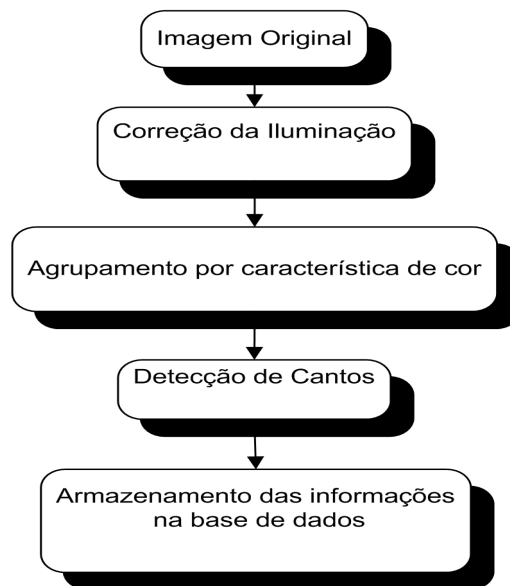 Imagem Original
Correção da Iluminação
Agrupamento por característica de cor
Detecção de Cantos
Armazenamento das informações
na base de dados